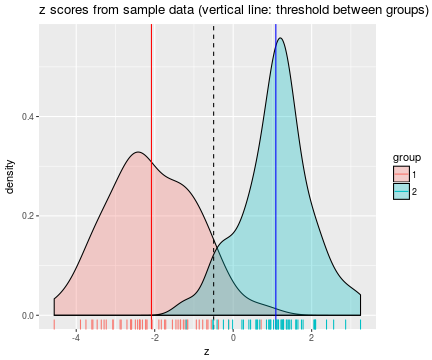 z scores from sample data (vertical line: threshold between groups)
density
0.4
0.2
0.0
-4
-2
0
2
z
group
1
2